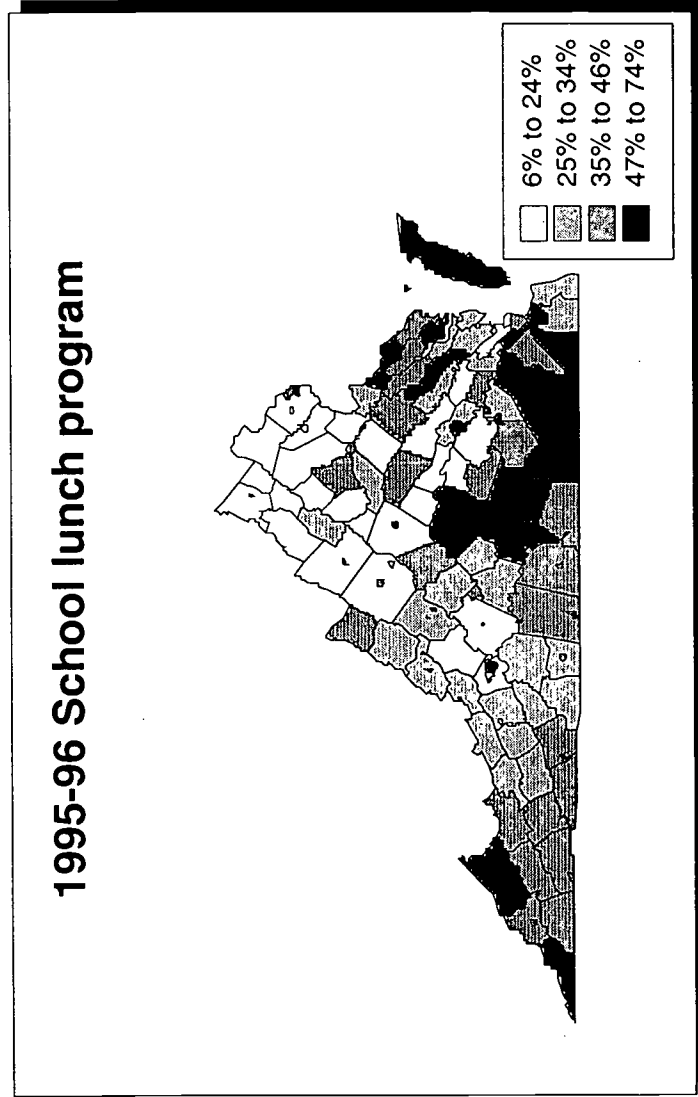 1995-96 School lunch program
6% to 24%
25% to 34%
35% to 46%
47% to 74%